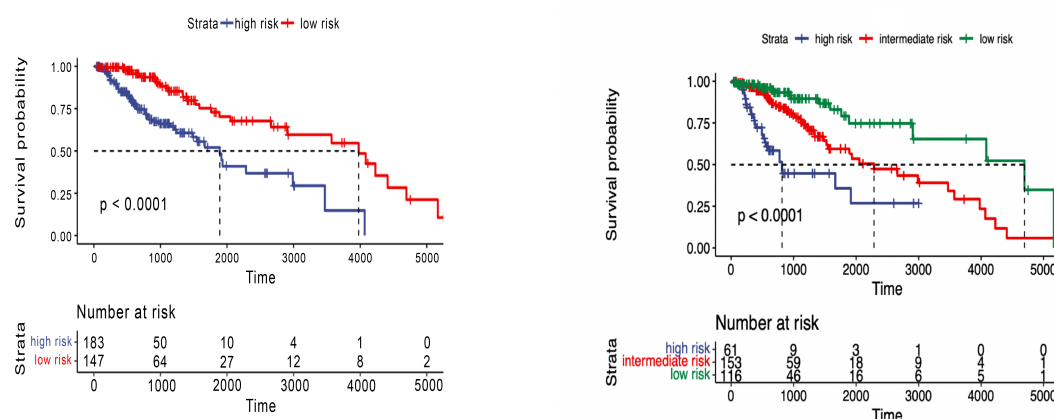 Strata high risk low risk
Survival probability
1.00
0.75
0.50
0.25
0.00
p < 0.0001
0 1000 2000 3000 4000 5000
Time
Number at risk
Strata
high risk 183 50 10 4 1 0
low risk 147 64 27 12 8 2
0 1000 2000 3000 4000 5000
Time
Strata high risk intermediate risk low risk
Survival probability
1.00
0.75
0.50
0.25
0.00
p < 0.0001
0 1000 2000 3000 4000 5000
Time
Number at risk
Strata
high risk 61 9 3 1 0 0
intermediate risk 153 59 18 9 4 1
low risk 116 46 16 6 5 1
0 1000 2000 3000 4000 5000
Time